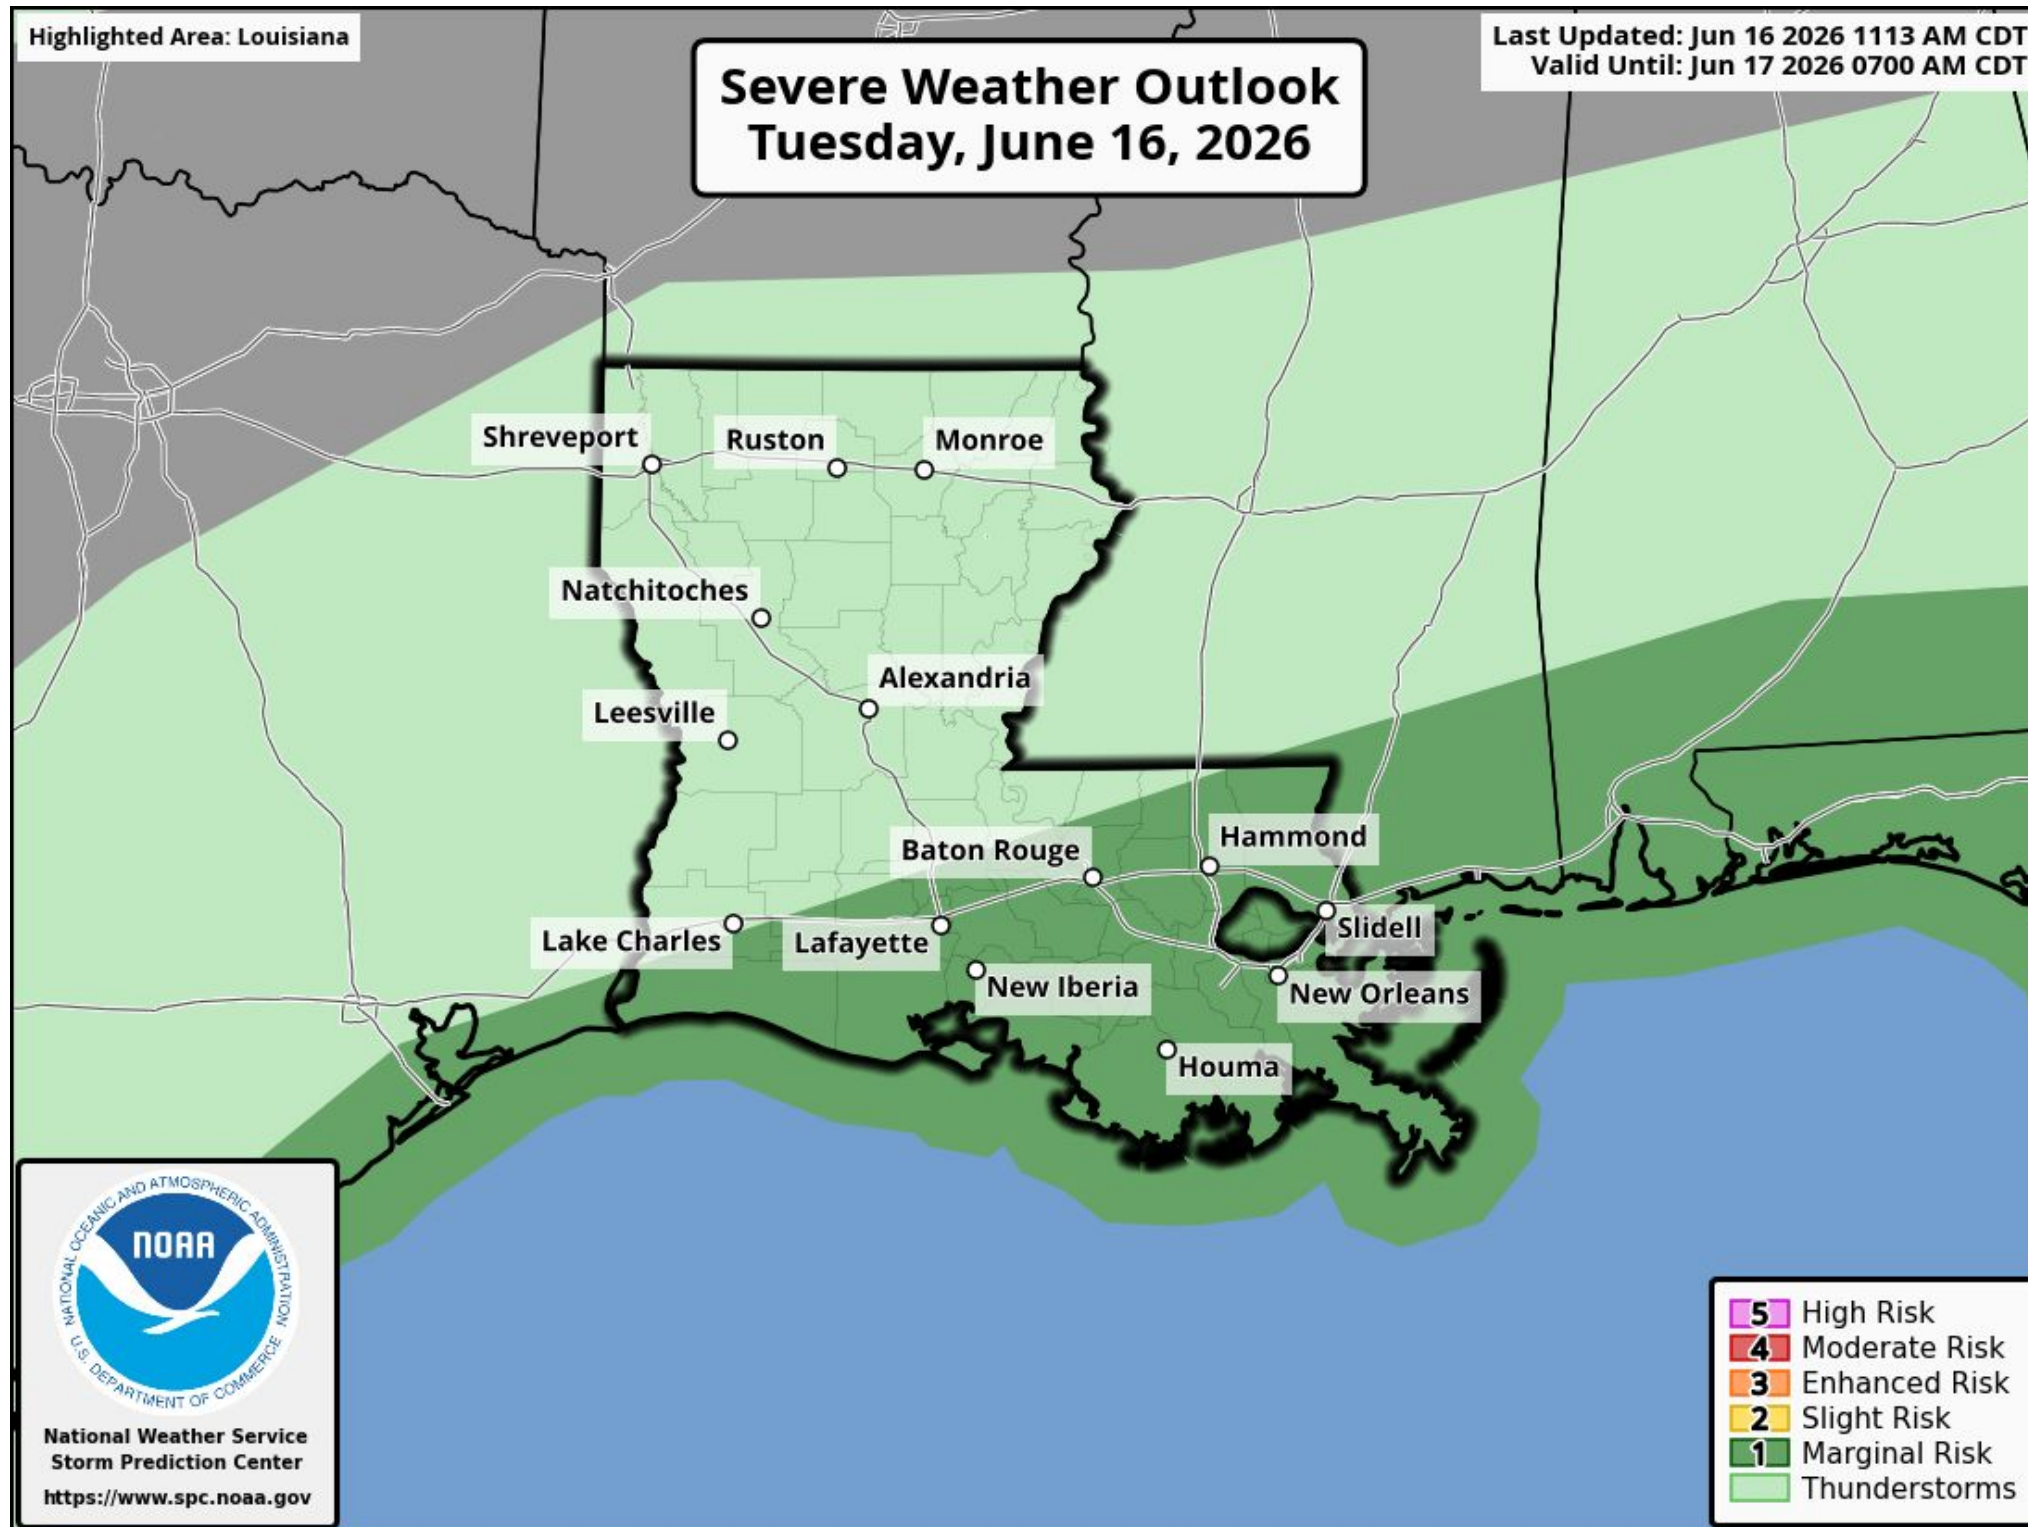 Highlighted Area: Louisiana
Last Updated: Jun 16 2026 1113 AM CDT
Valid Until: Jun 17 2026 0700 AM CDT
Severe Weather Outlook
Tuesday, June 16, 2026
Shreveport
Ruston
Monroe
Natchitoches
Alexandria
Leesville
Baton Rouge
Hammond
Lake Charles
Lafayette
Slidell
New Iberia
New Orleans
Houma
NATIONAL OCEANIC AND ATMOSPHERIC ADMINISTRATION
NOAA
U.S. DEPARTMENT OF COMMERCE
National Weather Service
Storm Prediction Center
https://www.spc.noaa.gov
5 High Risk
4 Moderate Risk
3 Enhanced Risk
2 Slight Risk
1 Marginal Risk
Thunderstorms